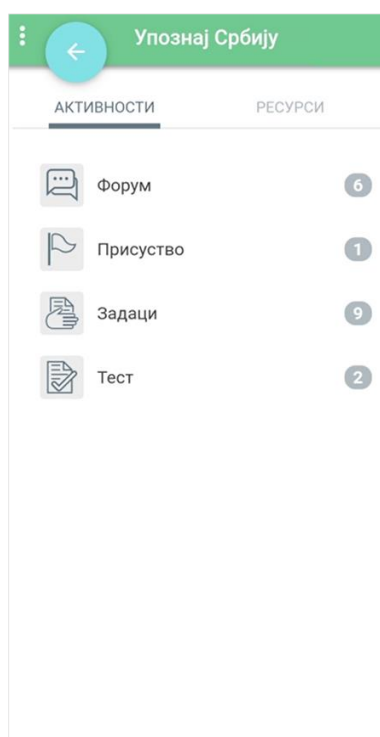 Упознај Србију
АКТИВНОСТИ РЕСУРСИ
Форум 6
Присуство 1
Задаци 9
Тест 2